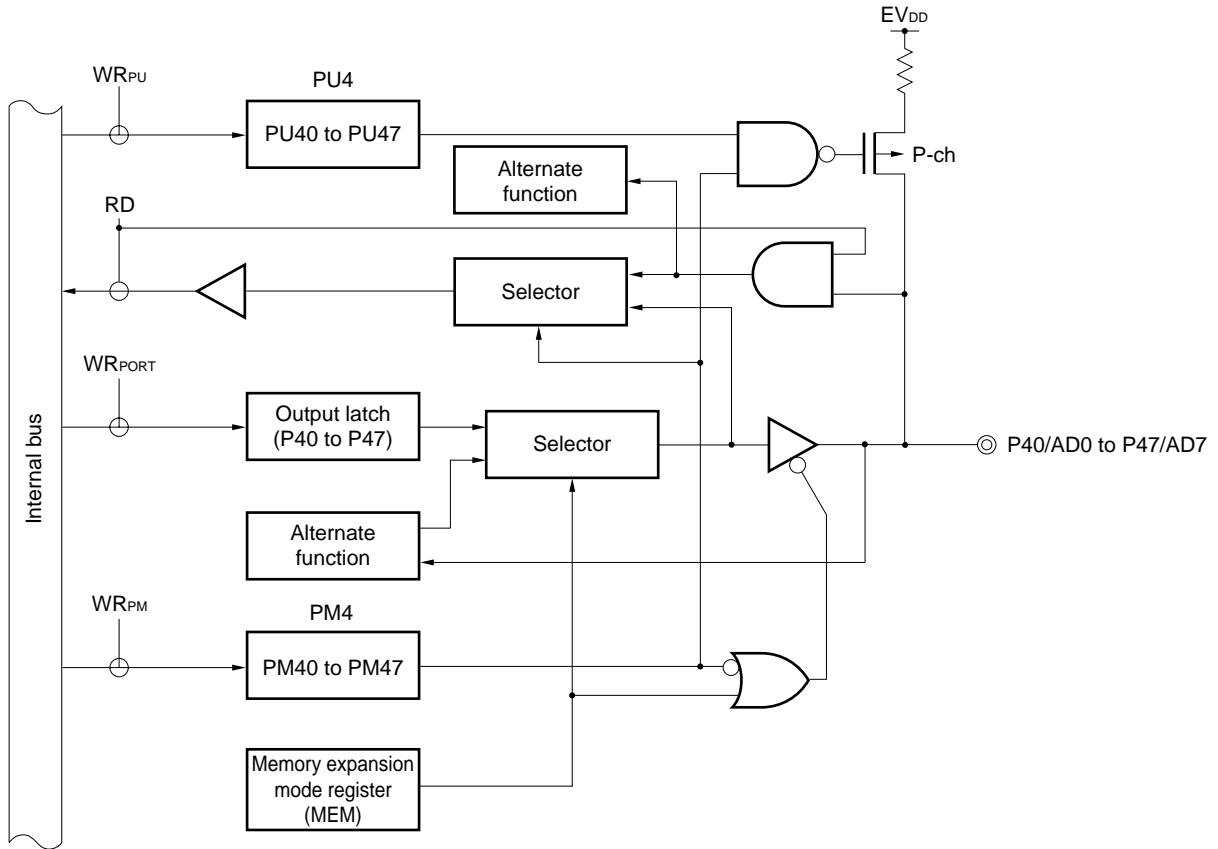 EVDD
WRPU
PU4
PU40 to PU47
P-ch
Alternate
function
RD
Selector
WRPORT
Output latch
(P40 to P47)
Selector
P40/AD0 to P47/AD7
Internal bus
Alternate
function
WRPM
PM4
PM40 to PM47
Memory expansion
mode register
(MEM)